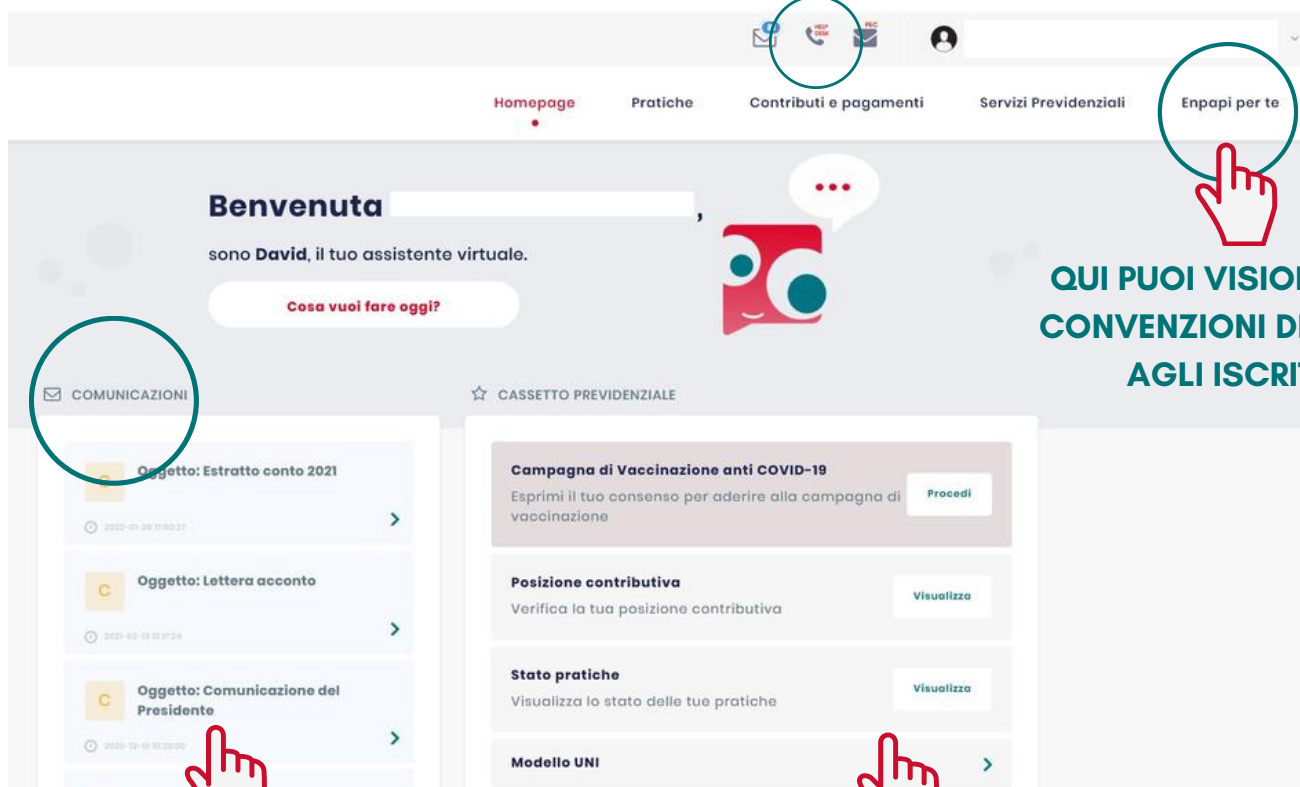 HELP
DESK
PEC
Homepage
Pratiche
Contributi e pagamenti
Servizi Previdenziali
Enpapi per te
Benvenuta ,
sono David, il tuo assistente virtuale.
Cosa vuoi fare oggi?
QUI PUOI
CONVENZIONI
AGLI
COMUNICAZIONI
CASSETTO PREVIDENZIALE
Oggetto: Estratto conto 2021
Oggetto: Lettera acconto
C
Oggetto: Comunicazione del
Presidente
C
Campagna di Vaccinazione anti COVID-19
Esprimi il tuo consenso per aderire alla campagna di
vaccinazione
Procedi
Posizione contributiva
Verifica la tua posizione contributiva
Visualizza
Stato pratiche
Visualizza lo stato delle tue pratiche
Visualizza
Modello UNI